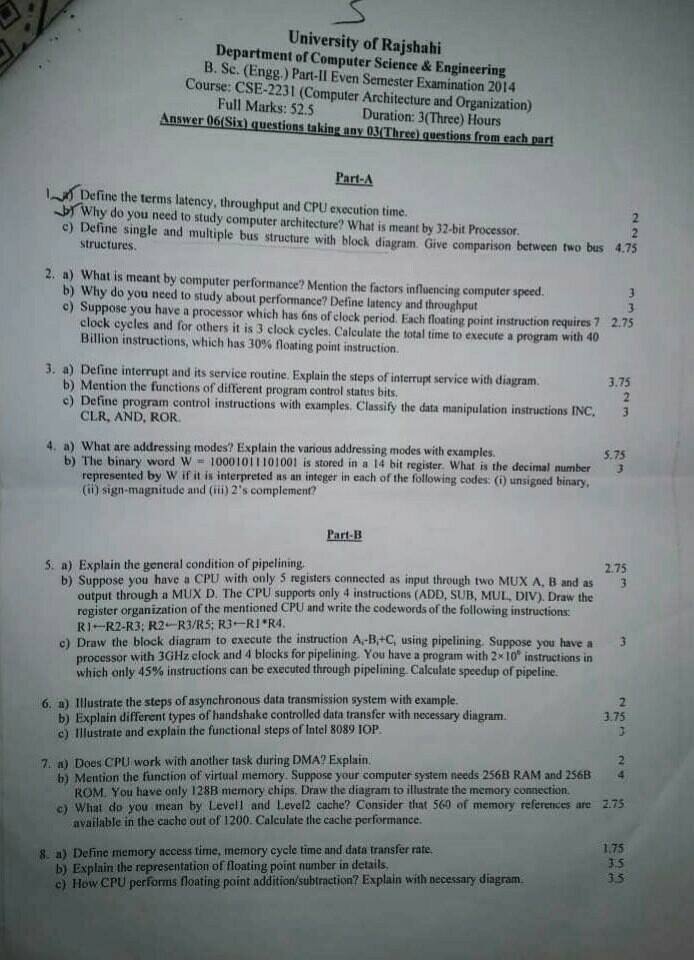 University of Rajshahi
Department of Computer Science & Engineering
B. Sc. (Engg.) Part-II Even Semester Examination 2014
Course: CSE-2231 (Computer Architecture and Organization)
Full Marks: 52.5 Duration: 3(Three) Hours
Answer 06(Six) questions taking any 03(Three) questions from each part
Part-A
1. a) Define the terms latency, throughput and CPU execution time. 2
b) Why do you need to study computer architecture? What is meant by 32-bit Processor. 2
c) Define single and multiple bus structure with block diagram. Give comparison between two bus 4.75
structures.
2. a) What is meant by computer performance? Mention the factors influencing computer speed. 3
b) Why do you need to study about performance? Define latency and throughput 3
c) Suppose you have a processor which has 6ns of clock period. Each floating point instruction requires 7 2.75
clock cycles and for others it is 3 clock cycles. Calculate the total time to execute a program with 40
Billion instructions, which has 30% floating point instruction.
3. a) Define interrupt and its service routine. Explain the steps of interrupt service with diagram. 3.75
b) Mention the functions of different program control status bits. 2
c) Define program control instructions with examples. Classify the data manipulation instructions INC, 3
CLR, AND, ROR.
4. a) What are addressing modes? Explain the various addressing modes with examples. 5.75
b) The binary word W = 10001011101001 is stored in a 14 bit register. What is the decimal number 3
represented by W if it is interpreted as an integer in each of the following codes: (i) unsigned binary,
(ii) sign-magnitude and (iii) 2's complement?
Part-B
5. a) Explain the general condition of pipelining. 2.75
b) Suppose you have a CPU with only 5 registers connected as input through two MUX A, B and as 3
output through a MUX D. The CPU supports only 4 instructions (ADD, SUB, MUL, DIV). Draw the
register organization of the mentioned CPU and write the codewords of the following instructions:
R1←R2-R3; R2←R3/R5; R3←R1*R4.
c) Draw the block diagram to execute the instruction Ai-Bi+Ci using pipelining. Suppose you have a 3
processor with 3GHz clock and 4 blocks for pipelining. You have a program with instructions in
which only 45% instructions can be executed through pipelining. Calculate speedup of pipeline.
6. a) Illustrate the steps of asynchronous data transmission system with example. 2
b) Explain different types of handshake controlled data transfer with necessary diagram. 3.75
c) Illustrate and explain the functional steps of Intel 8089 IOP. 3
7. a) Does CPU work with another task during DMA? Explain. 2
b) Mention the function of virtual memory. Suppose your computer system needs 256B RAM and 256B 4
ROM. You have only 128B memory chips. Draw the diagram to illustrate the memory connection.
c) What do you mean by Level1 and Level2 cache? Consider that 560 of memory references are 2.75
available in the cache out of 1200. Calculate the cache performance.
8. a) Define memory access time, memory cycle time and data transfer rate. 1.75
b) Explain the representation of floating point number in details. 3.5
c) How CPU performs floating point addition/subtraction? Explain with necessary diagram. 3.5